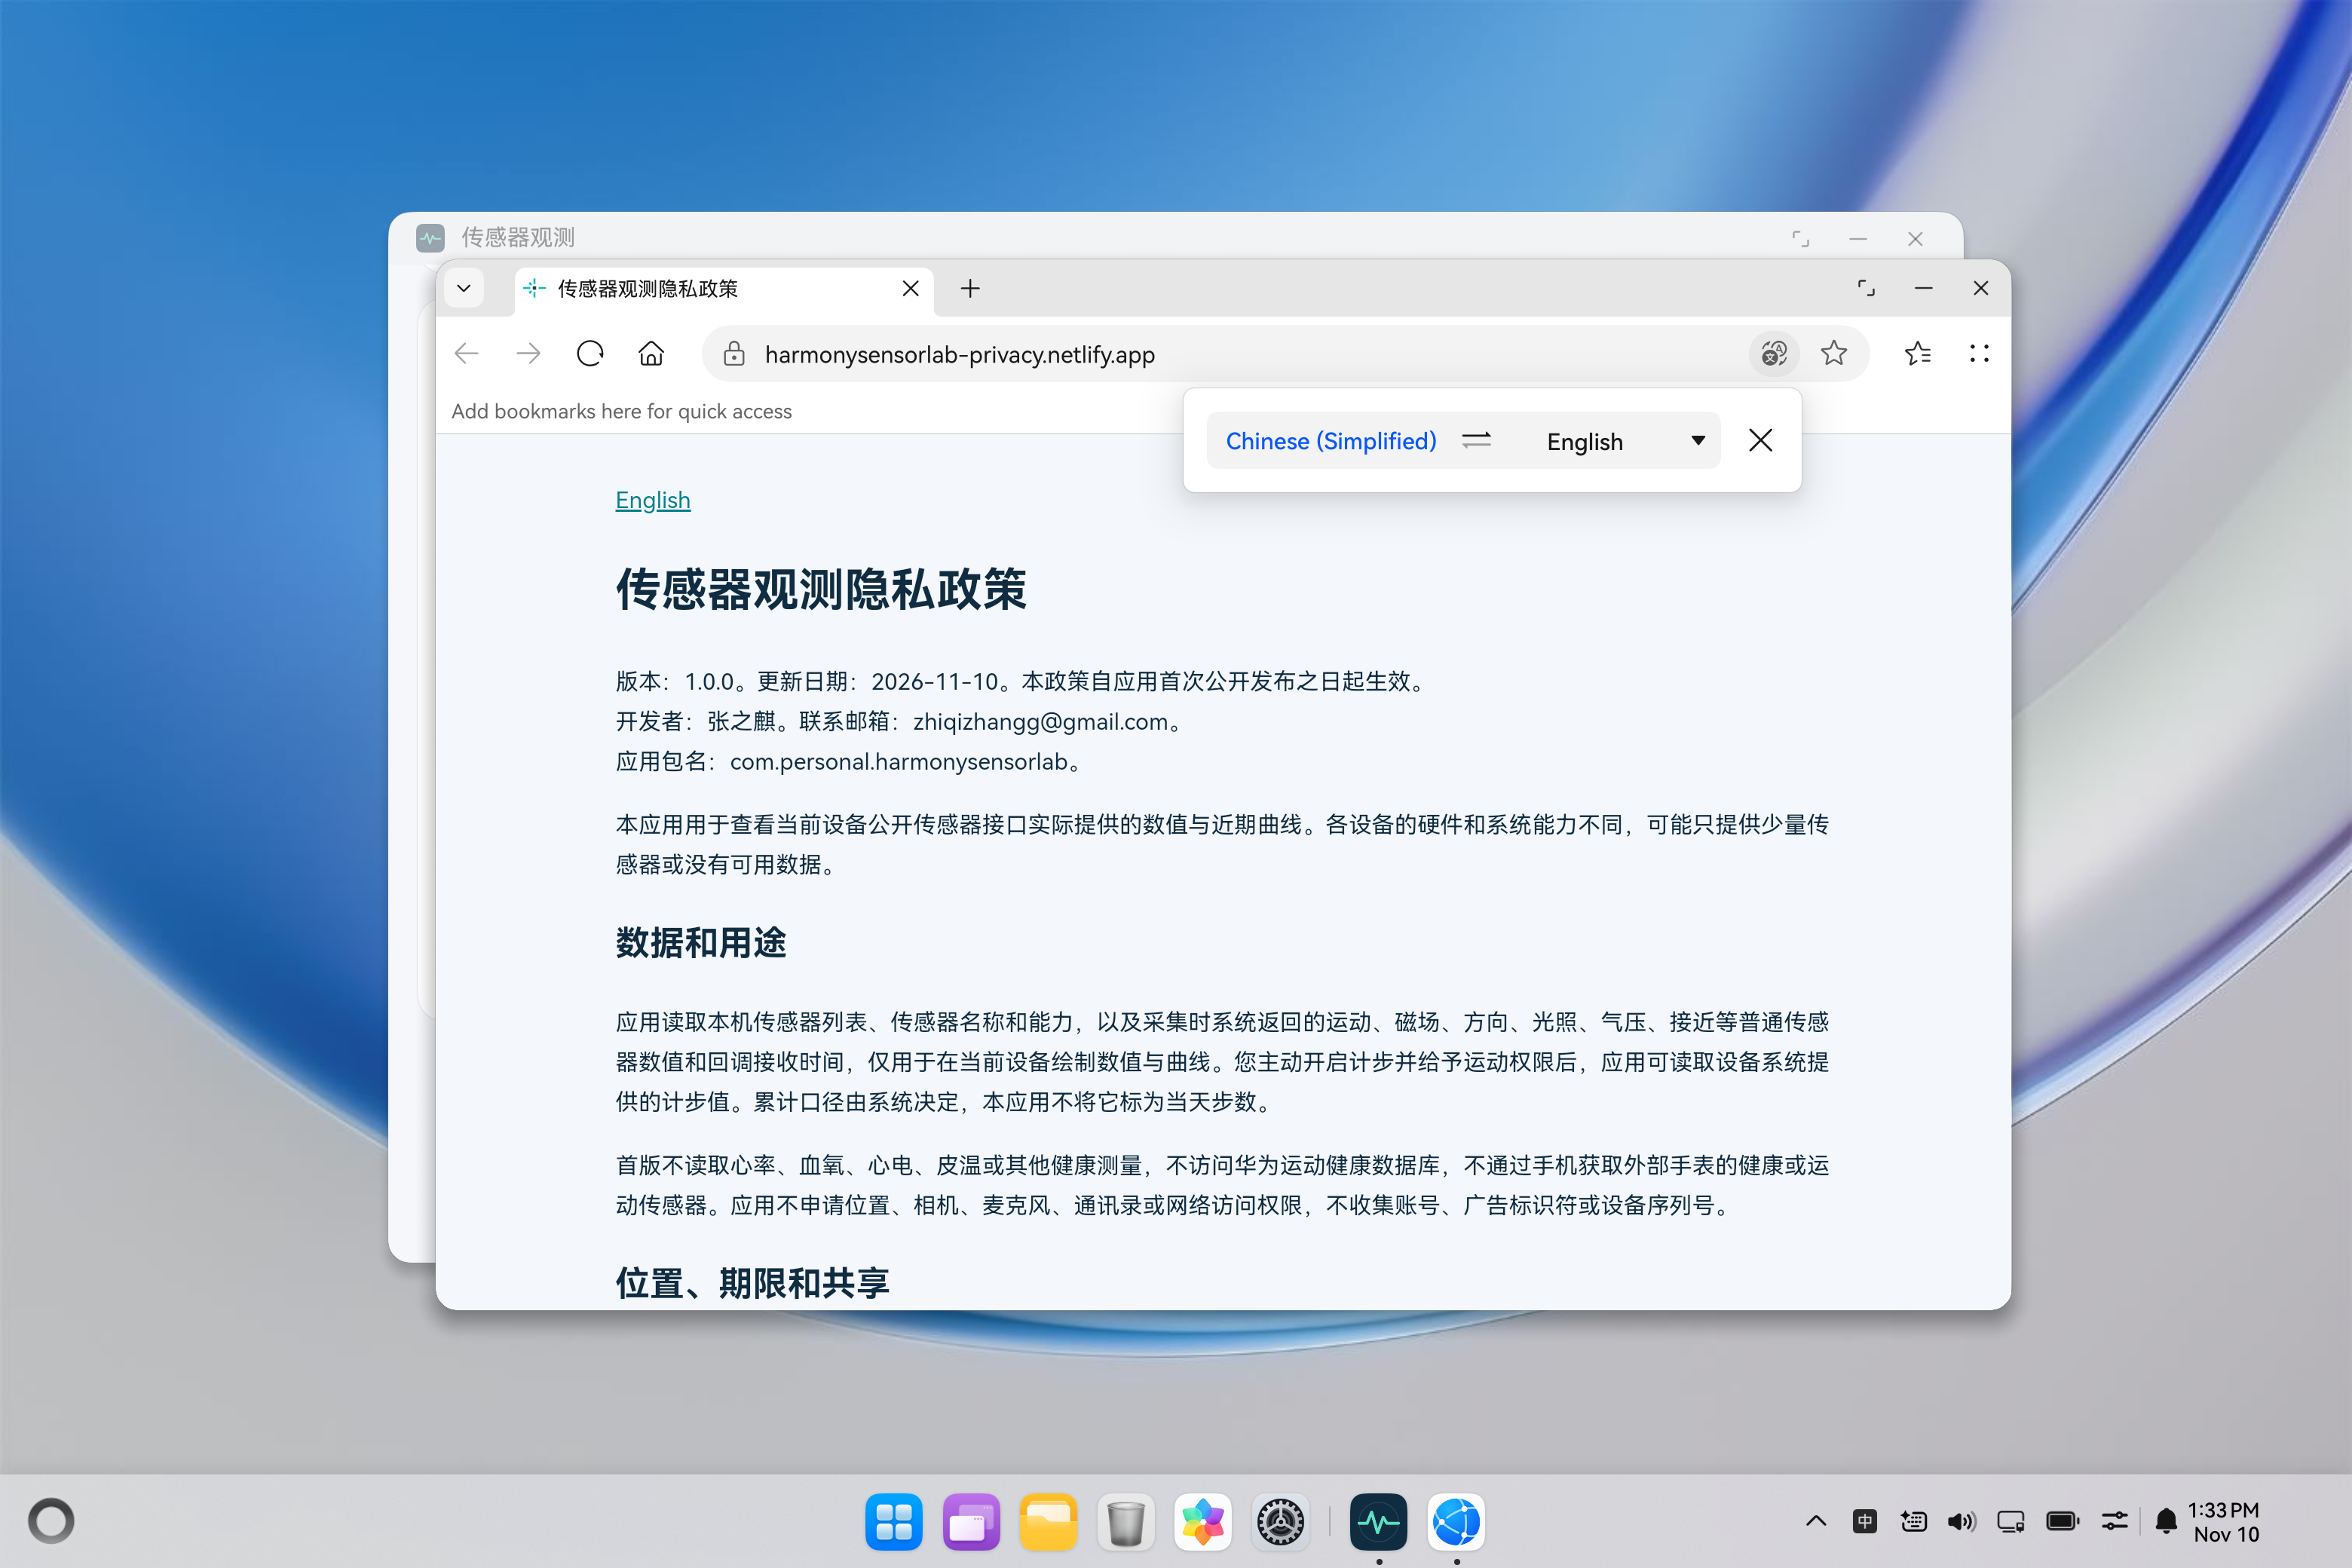 传感器观测
传感器观测隐私政策
harmonysensorlab-privacy.netlify.app
Add bookmarks here for quick access
Chinese (Simplified) English
English
传感器观测隐私政策
版本：1.0.0。更新日期：2026-11-10。本政策自应用首次公开发布之日起生效。
开发者：张之麒。联系邮箱：zhiqizhangg@gmail.com。
应用包名：com.personal.harmonysensorlab。
本应用用于查看当前设备公开传感器接口实际提供的数值与近期曲线。各设备的硬件和系统能力不同，可能只提供少量传
感器或没有可用数据。
数据和用途
应用读取本机传感器列表、传感器名称和能力，以及采集时系统返回的运动、磁场、方向、光照、气压、接近等普通传感
器数值和回调接收时间，仅用于在当前设备绘制数值与曲线。您主动开启计步并给予运动权限后，应用可读取设备系统提
供的计步值。累计口径由系统决定，本应用不将它标为当天步数。
首版不读取心率、血氧、心电、皮温或其他健康测量，不访问华为运动健康数据库，不通过手机获取外部手表的健康或运
动传感器。应用不申请位置、相机、麦克风、通讯录或网络访问权限，不收集账号、广告标识符或设备序列号。
位置、期限和共享
中
1:33 PM
Nov 10